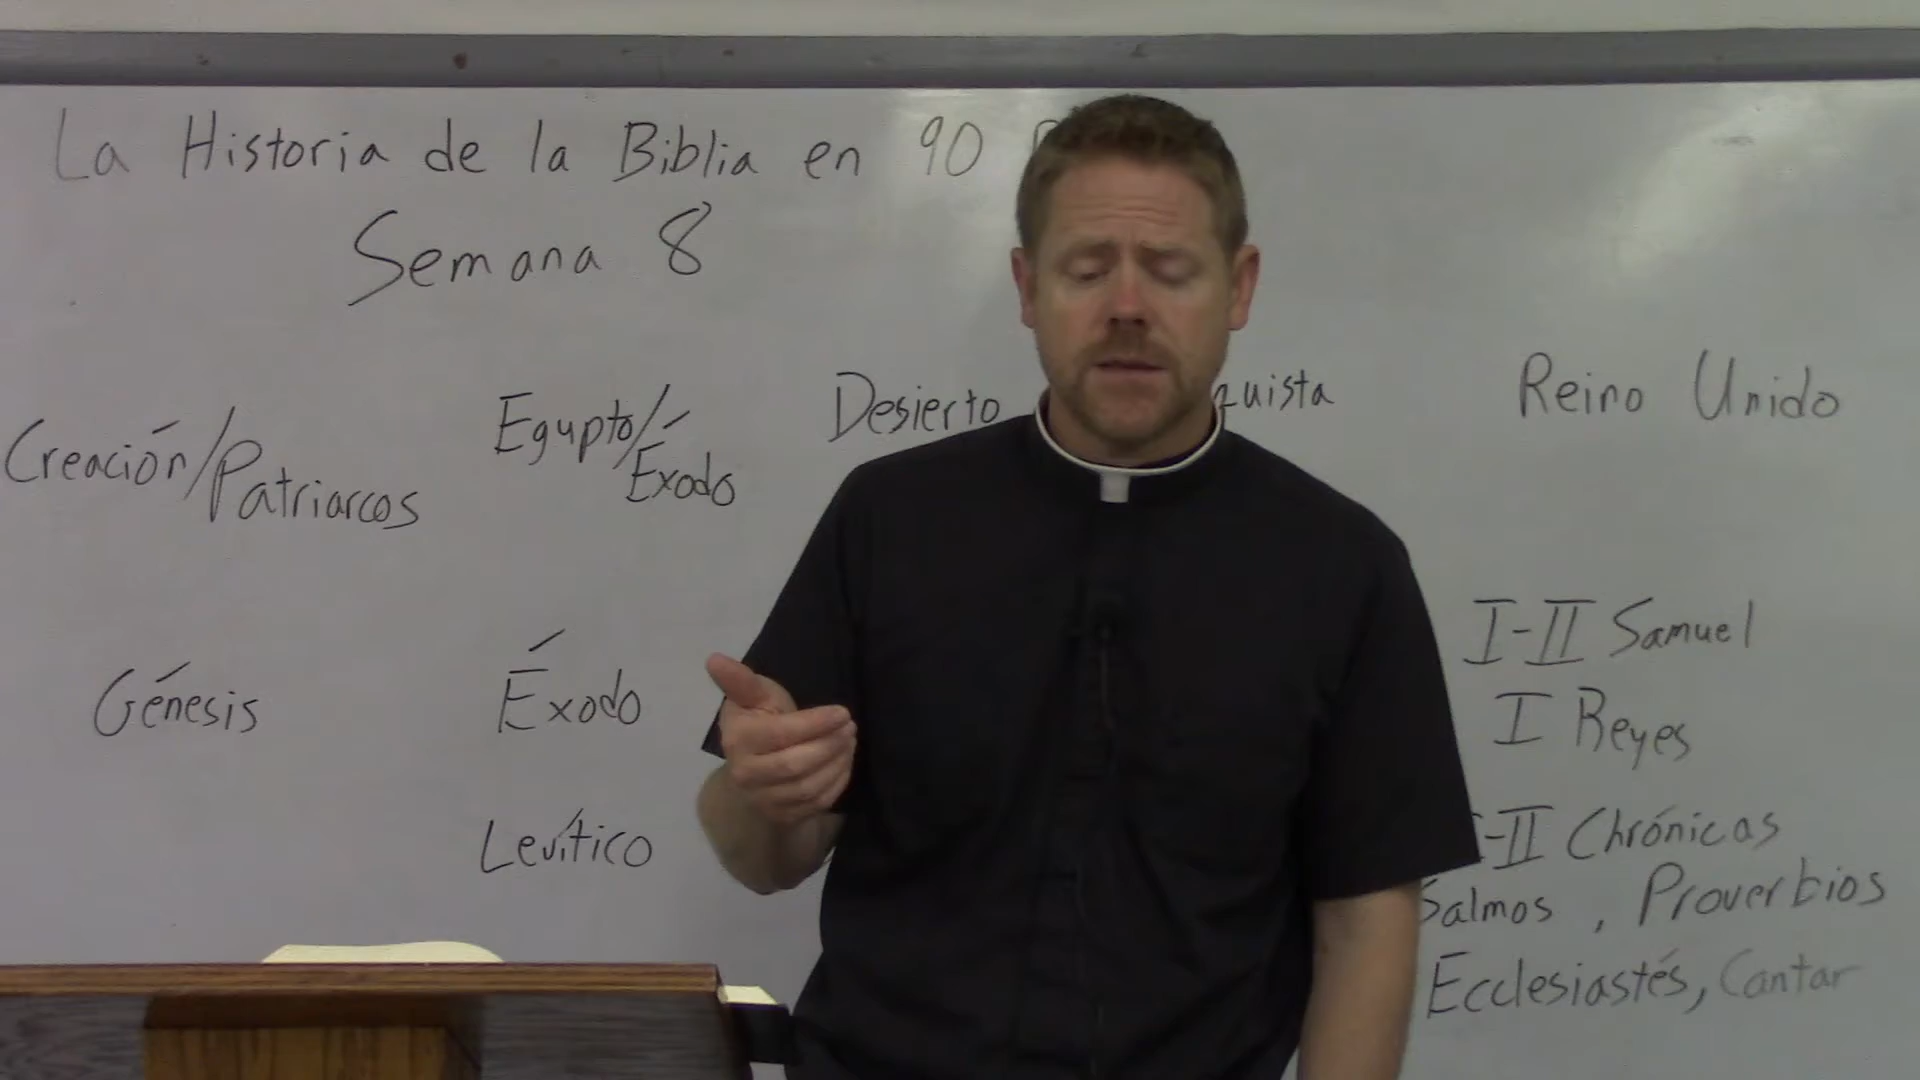 La Historia de la Biblia en 90
Semana 8
Creación/Patriarcos
Egupto/Éxodo
Desierto
quista
Reino Unido
Génesis
Éxodo
Levítico
I-II Samuel
I Reyes
-II Chrónicas
Salmos, Proverbios
Ecclesiastés, Cantar